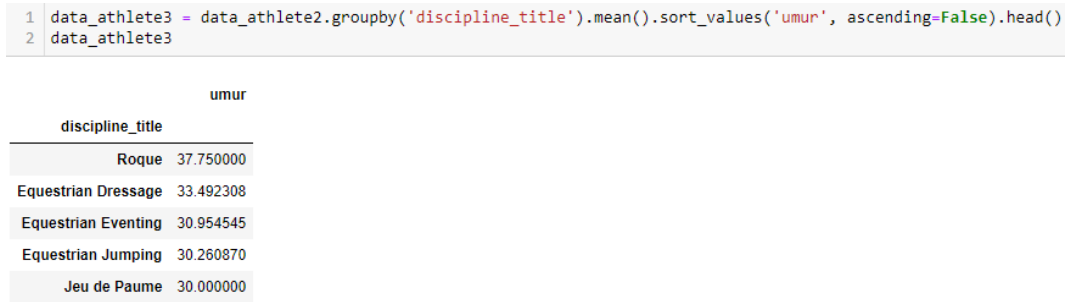 1 data_athlete3 = data_athlete2.groupby('discipline_title').mean().sort_values('umur', ascending=False).head()
2 data_athlete3
umur
discipline_title
Roque 37.750000
Equestrian Dressage 33.492308
Equestrian Eventing 30.954545
Equestrian Jumping 30.260870
Jeu de Paume 30.000000